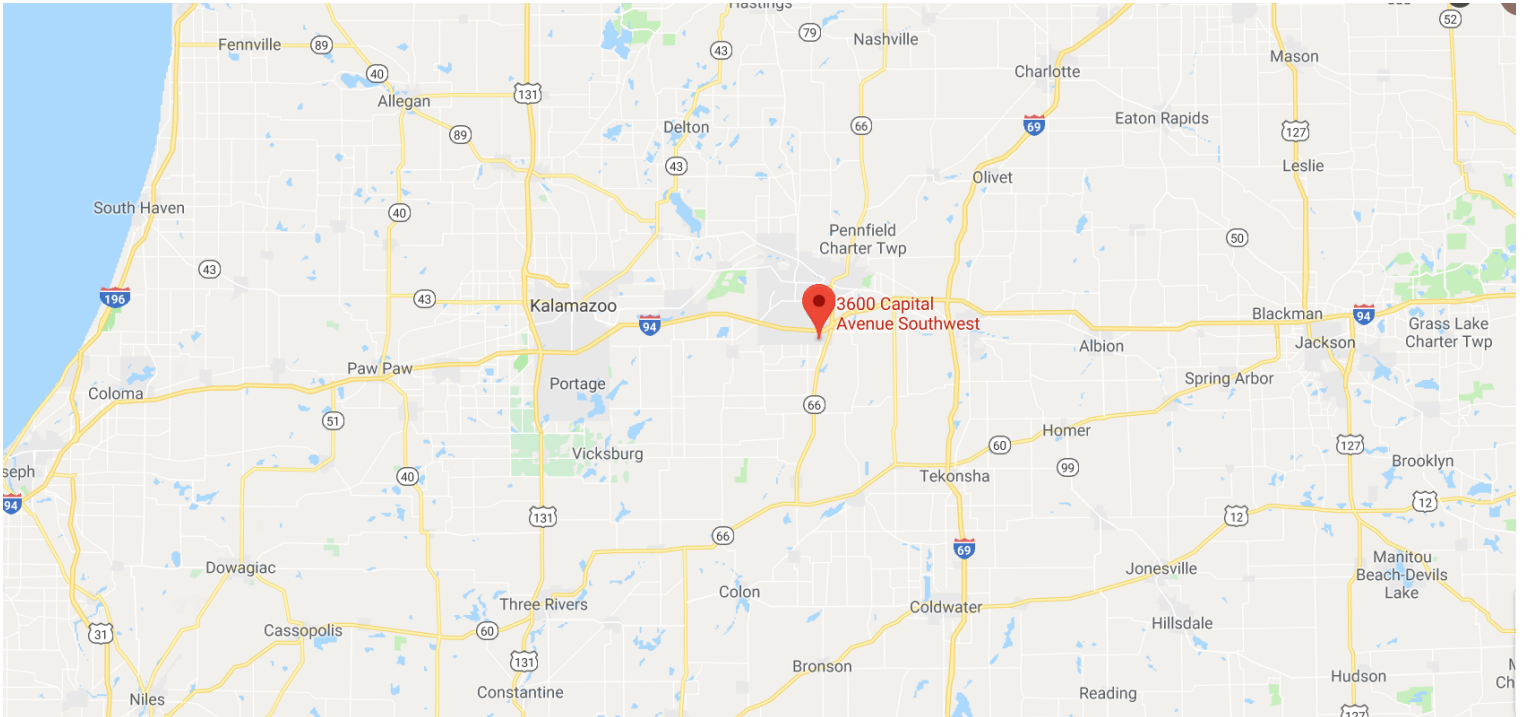 Hastings
52
79
Nashville
Fennville
89
43
Mason
40
Charlotte
131
Allegan
Eaton Rapids
66
69
Delton
127
89
43
Leslie
Olivet
South Haven
40
Pennfield
Charter Twp
50
43
196
43
Kalamazoo
3600 Capital
Avenue Southwest
94
Blackman
94
Grass Lake
Charter Twp
Jackson
Albion
Paw Paw
Portage
Spring Arbor
Coloma
66
51
Homer
60
127
Vicksburg
99
Brooklyn
seph
40
Tekonsha
94
12
131
12
66
69
Manitou
Beach-Devils
Lake
Dowagiac
Jonesville
Colon
Three Rivers
Coldwater
Hillsdale
31
Cassopolis
60
131
Bronson
Hudson
Constantine
Reading
Niles
Ch
127